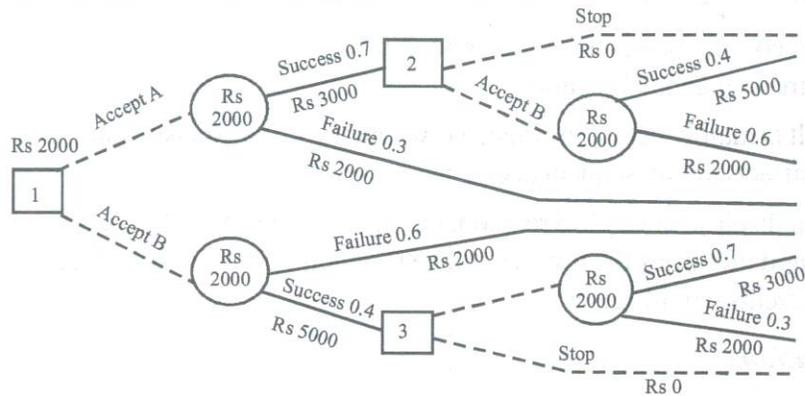 Stop
Rs 0
Success 0.7
2
Success 0.4
Rs 5000
Accept A
Rs
2000
Rs 3000
Accept B
Rs
2000
Failure 0.6
Rs 2000
Failure 0.3
Rs 2000
Rs 2000
1
Accept B
Failure 0.6
Rs 2000
Rs
2000
Success 0.4
Rs 5000
3
Rs
2000
Success 0.7
Rs 3000
Failure 0.3
Rs 2000
Stop
Rs 0